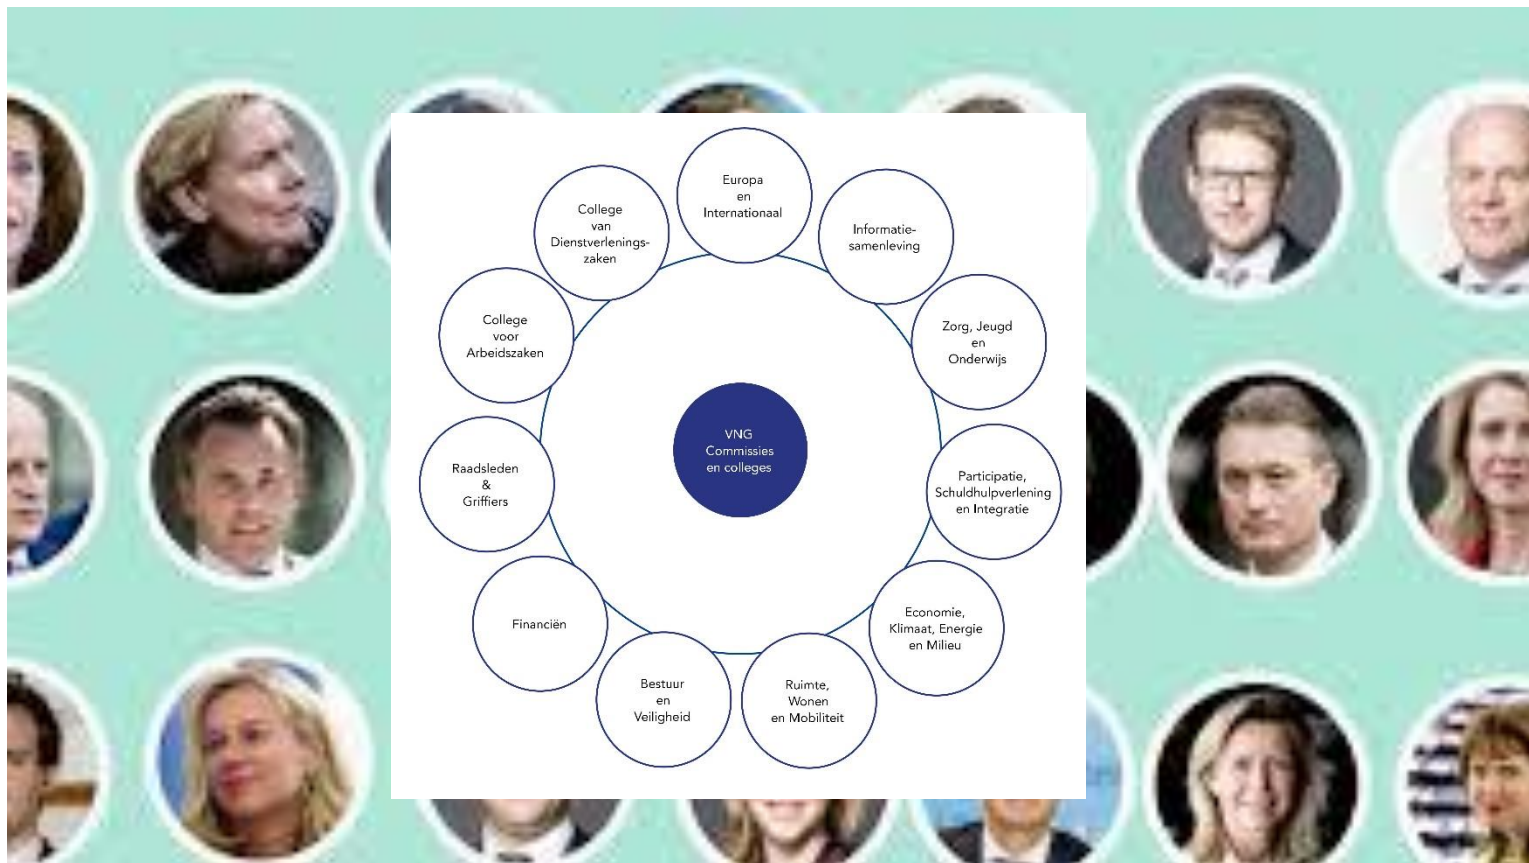 Europa
en
Internationaal
Informatie-
samenleving
Zorg, Jeugd
en
Onderwijs
Participatie,
Schuldhulpverlening
en Integratie
Economie,
Klimaat, Energie
en Milieu
Ruimte,
Wonen
en Mobiliteit
Bestuur
en
Veiligheid
Financiën
Raadsleden
&
Griffiers
College
voor
Arbeidszaken
College
van
Dienstverlenings-
zaken
VNG
Commissies
en colleges